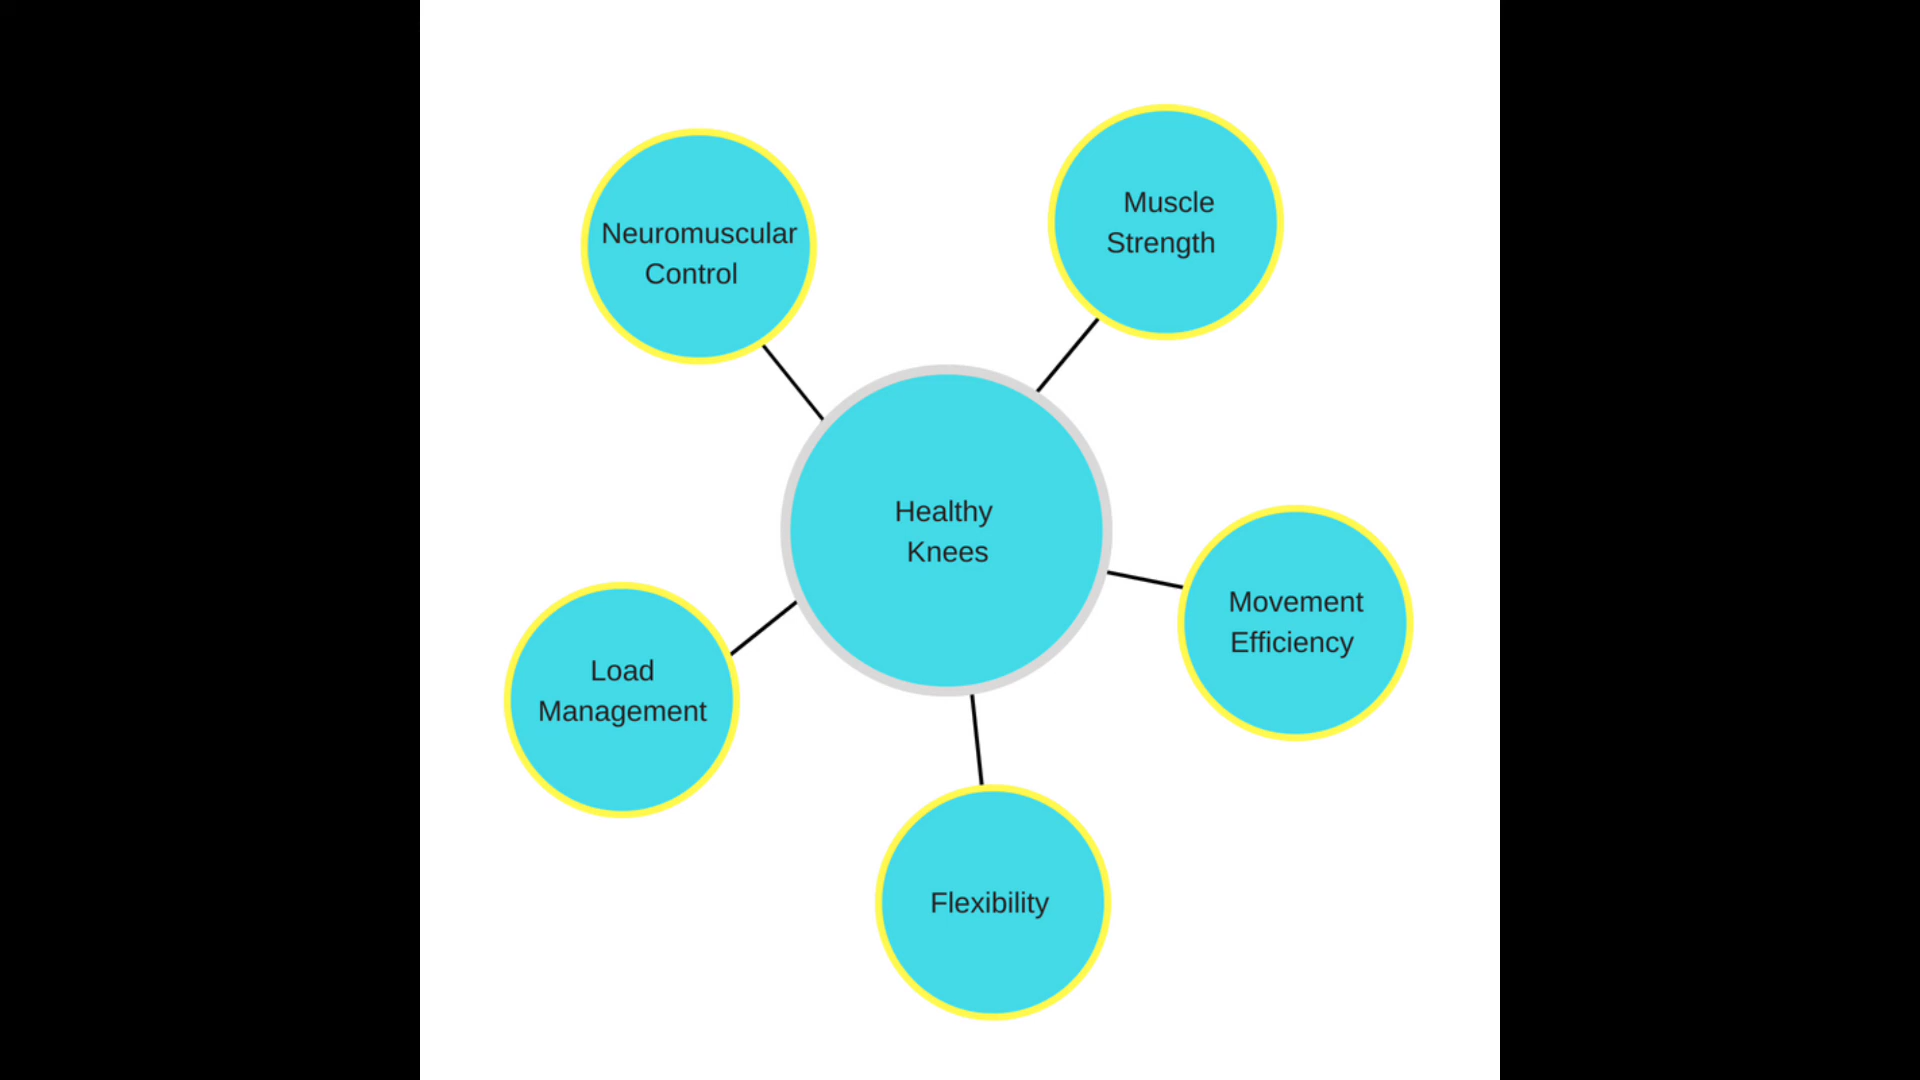 Neuromuscular
Control
Muscle
Strength
Healthy
Knees
Movement
Efficiency
Load
Management
Flexibility